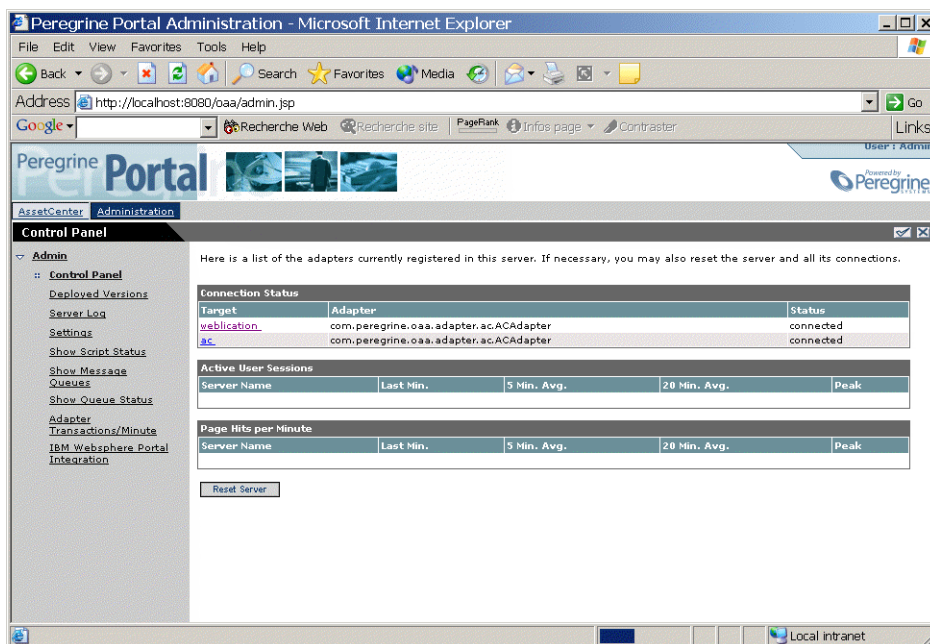 Peregrine Portal Administration - Microsoft Internet Explorer
File Edit View Favorites Tools Help
Back Search Favorites Media
Address http://localhost:8080/oaa/admin.jsp Go
Google Recherche Web Recherche site PageRank Infos page Contraster Links
Peregrine Portal
User : Admin
Powered by
Peregrine
SYSTEMS
AssetCenter Administration
Control Panel
Admin
Control Panel
Deployed Versions
Server Log
Settings
Show Script Status
Show Message
Queues
Show Queue Status
Adapter
Transactions/Minute
IBM Websphere Portal
Integration
Here is a list of the adapters currently registered in this server. If necessary, you may also reset the server and all its connections.
Connection Status
Target Adapter Status
weblication com.peregrine.oaa.adapter.ac.ACAdapter connected
ac com.peregrine.oaa.adapter.ac.ACAdapter connected
Active User Sessions
Server Name Last Min. 5 Min. Avg. 20 Min. Avg. Peak
Page Hits per Minute
Server Name Last Min. 5 Min. Avg. 20 Min. Avg. Peak
Reset Server
Local intranet